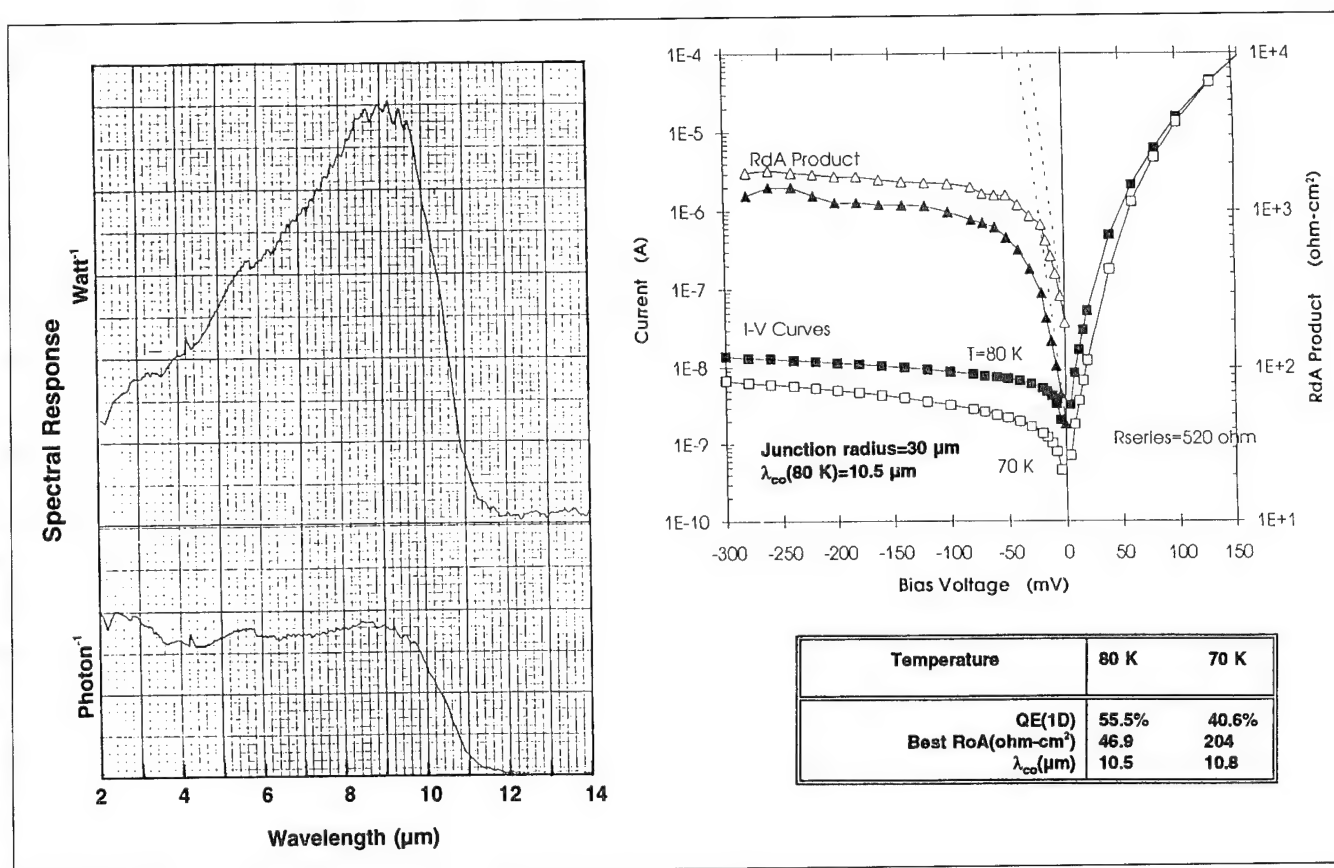 Spectral Response
Watt⁻¹
Photon⁻¹
2 4 6 8 10 12 14
Wavelength (µm)
1E-4
1E-5
1E-6
1E-7
1E-8
1E-9
1E-10
Current (A)
1E+4
1E+3
1E+2
1E+1
RdA Product (ohm-cm²)
RdA Product
I-V Curves
T=80 K
Rseries=520 ohm
Junction radius=30 µm
70 K
λco(80 K)=10.5 µm
-300 -250 -200 -150 -100 -50 0 50 100 150
Bias Voltage (mV)
Temperature 80 K 70 K
QE(1D) 55.5% 40.6%
Best RoA(ohm-cm²) 46.9 204
λco(µm) 10.5 10.8